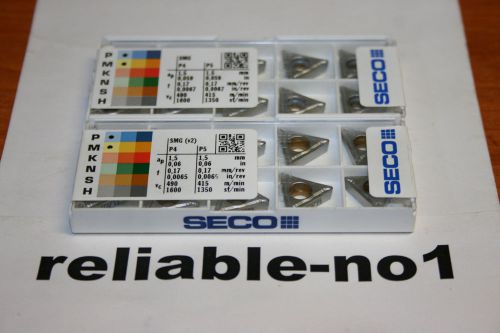 P M K N S H
SMG
P4 P5
ap 1,5 1,5 mm
0,059 0,059 in
f 0,17 0,17 mm/rev
0,0067 0,0067 in/rev
vc 490 415 m/min
1600 1350 sf/min
SECO
P M K N S H
SMG (v2)
P4 P5
ap 1,5 1,5 mm
0,06 0,06 in
f 0,17 0,17 mm/rev
0,0065 0,0065 in/rev
vc 490 415 m/min
1600 1350 sf/min
SECO
SECO
reliable-no1